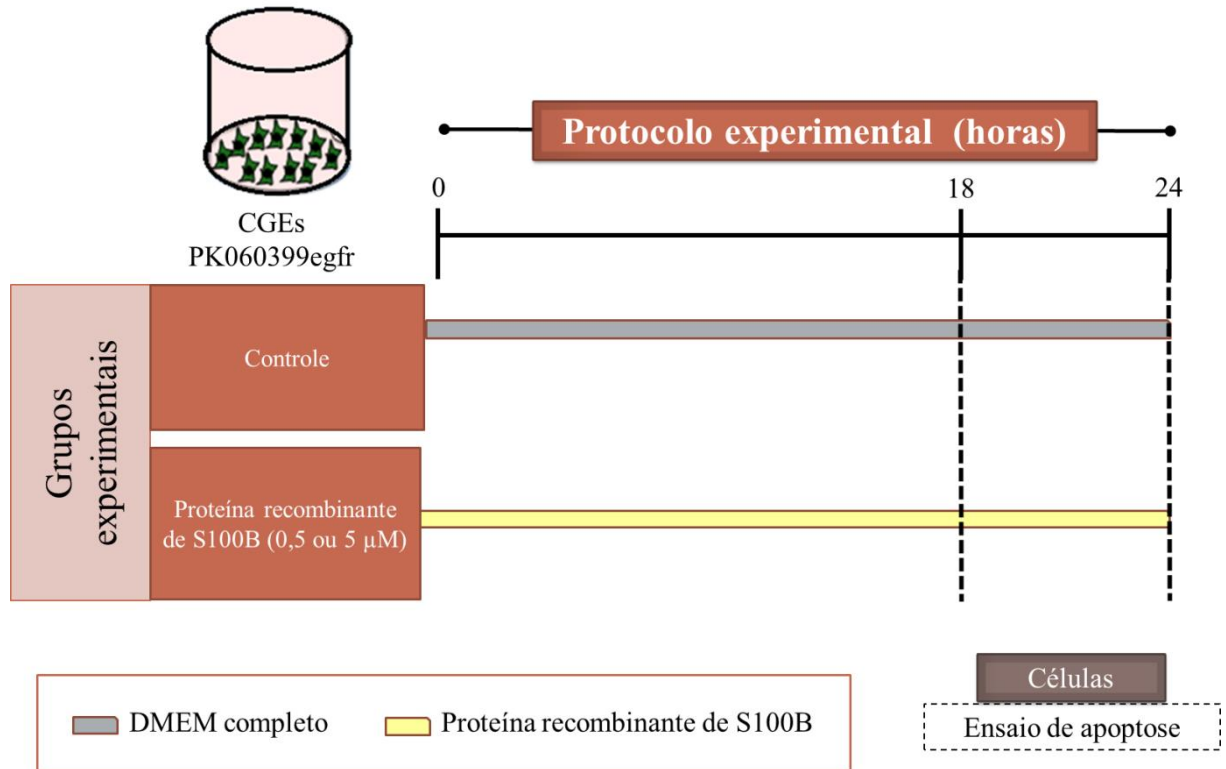 Protocolo experimental (horas)
0
18
24
CGEs
PK060399egfr
Grupos
experimentais
Controle
Proteína recombinante
de S100B (0,5 ou 5 µM)
DMEM completo
Proteína recombinante de S100B
Células
Ensaio de apoptose